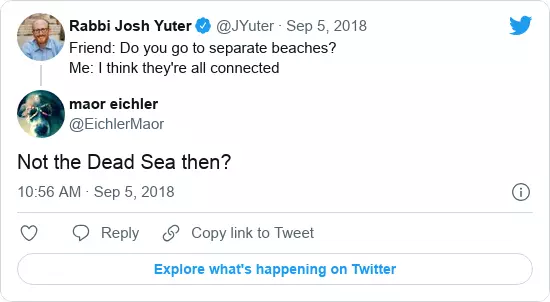 Rabbi Josh Yuter @JYuter · Sep 5, 2018
Friend: Do you go to separate beaches?
Me: I think they're all connected
maor eichler
@EichlerMaor
Not the Dead Sea then?
10:56 AM · Sep 5, 2018
Reply Copy link to Tweet
Explore what's happening on Twitter